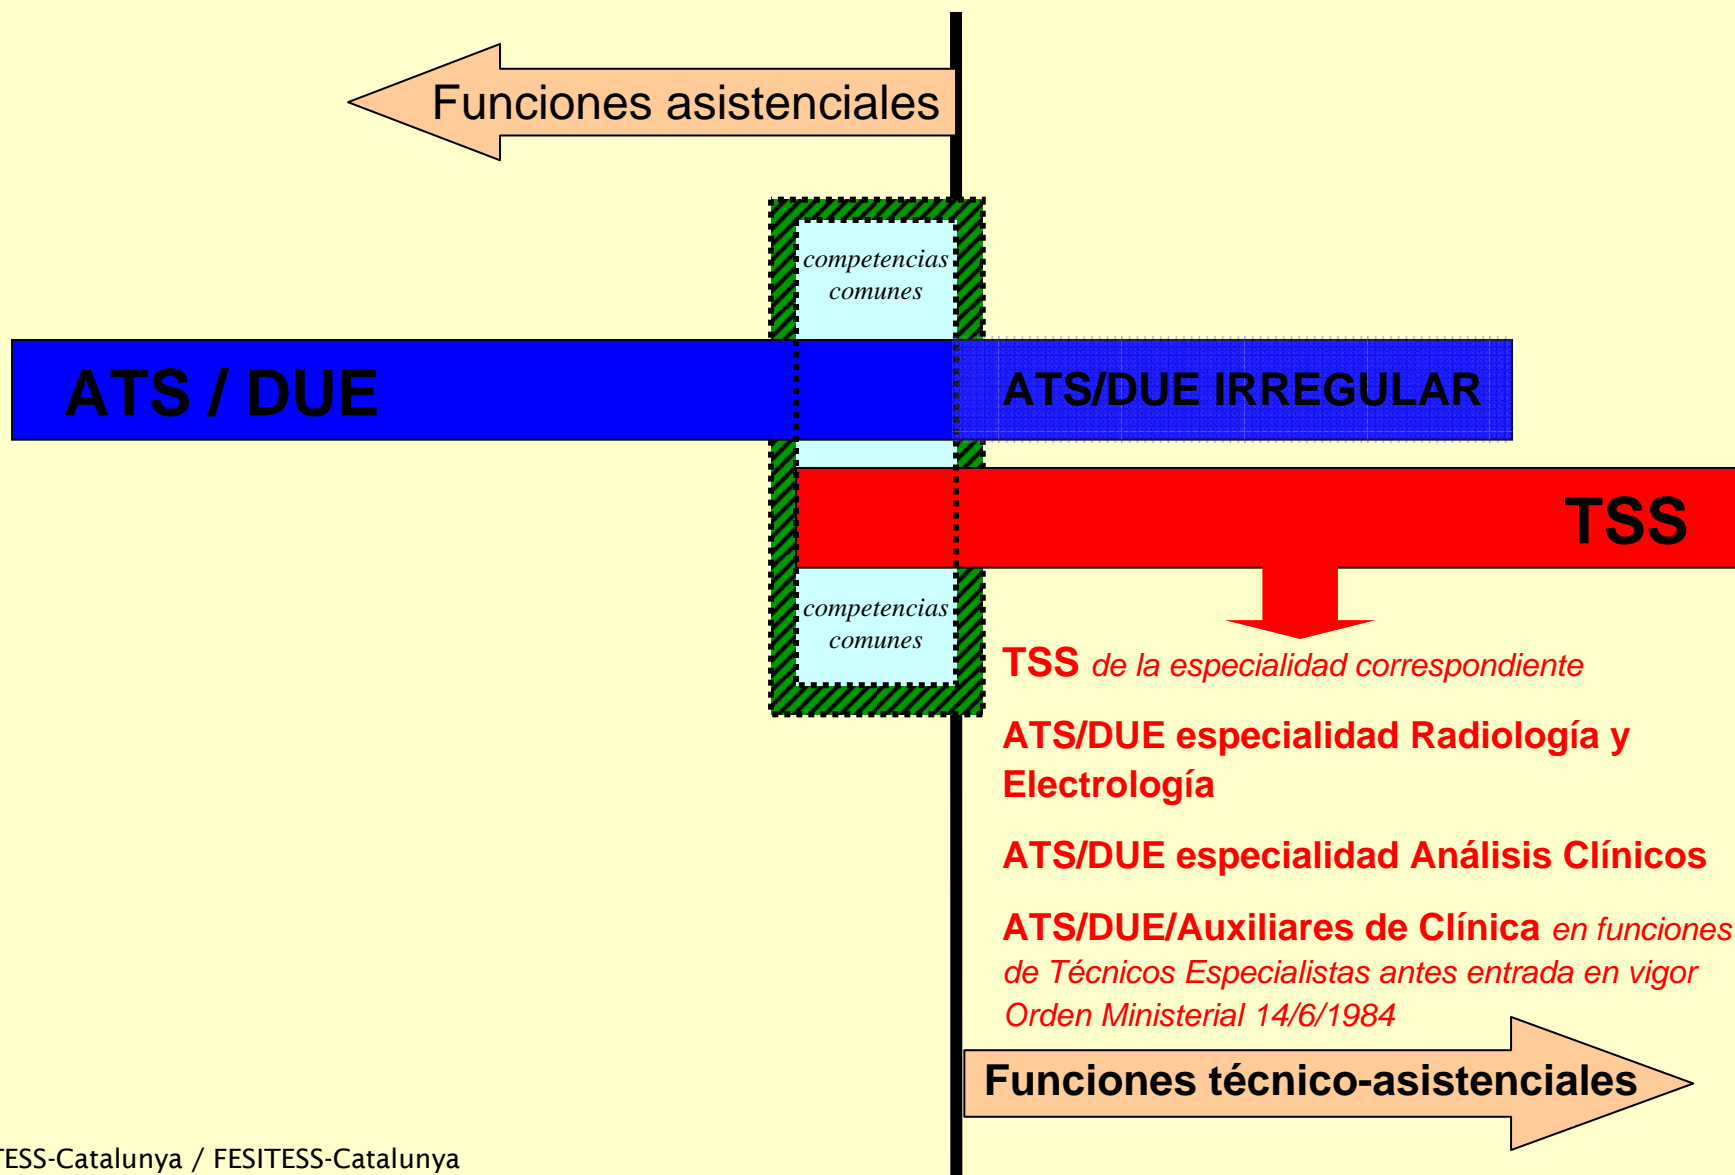 Funciones asistenciales
competencias
comunes
ATS / DUE
ATS/DUE IRREGULAR
TSS
competencias
comunes
TSS de la especialidad correspondiente
ATS/DUE especialidad Radiología y
Electrología
ATS/DUE especialidad Análisis Clínicos
ATS/DUE/Auxiliares de Clínica en funciones
de Técnicos Especialistas antes entrada en vigor
Orden Ministerial 14/6/1984
Funciones técnico-asistenciales
TESS-Catalunya / FESITESS-Catalunya